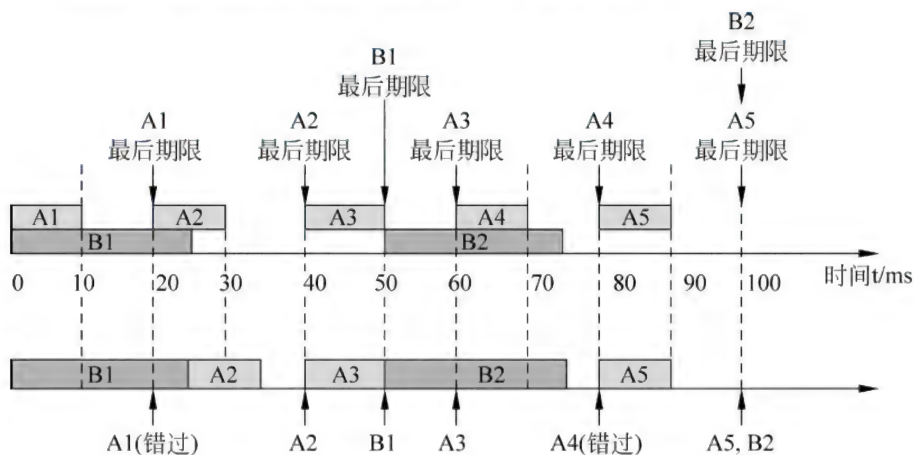 B2
最后期限
B1
最后期限
A1
最后期限
A2
最后期限
A3
最后期限
A4
最后期限
A5
最后期限
A1 A2 A3 A4 A5
B1 B2
0 10 20 30 40 50 60 70 80 90 100 时间t/ms
B1 A2 A3 B2 A5
A1(错过) A2 B1 A3 A4(错过) A5, B2